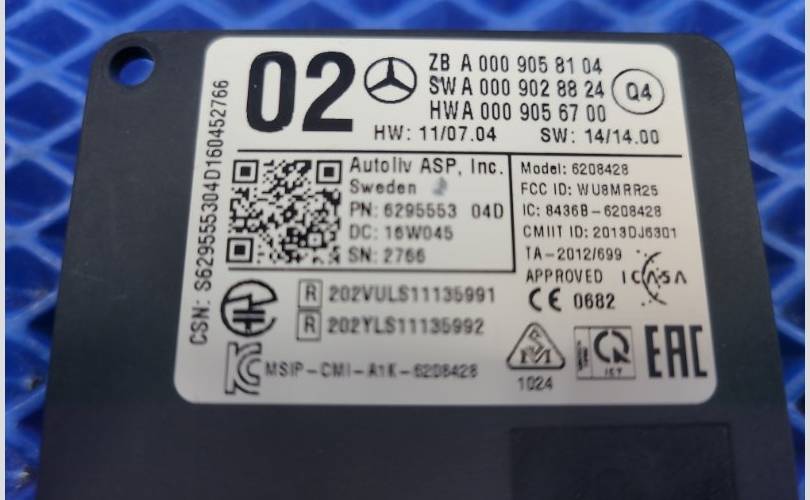 02
ZB A 000 905 81 04
SW A 000 902 88 24
HW A 000 905 67 00
Q4
HW: 11/07.04 SW: 14/14.00
CSN: S6295555304D160452766
Autoliv ASP, Inc.
Sweden
PN: 6295553 04D
DC: 16W045
SN: 2766
Model: 6208428
FCC ID: WU8MRR25
IC: 8436B-6208428
CMIIT ID: 2013DJ6301
TA-2012/699
APPROVED ICASA
CE 0682
R 202VULS11135991
R 202YLS11135992
MSIP-CMI-A1K-6208428
1024
ICT
EAC